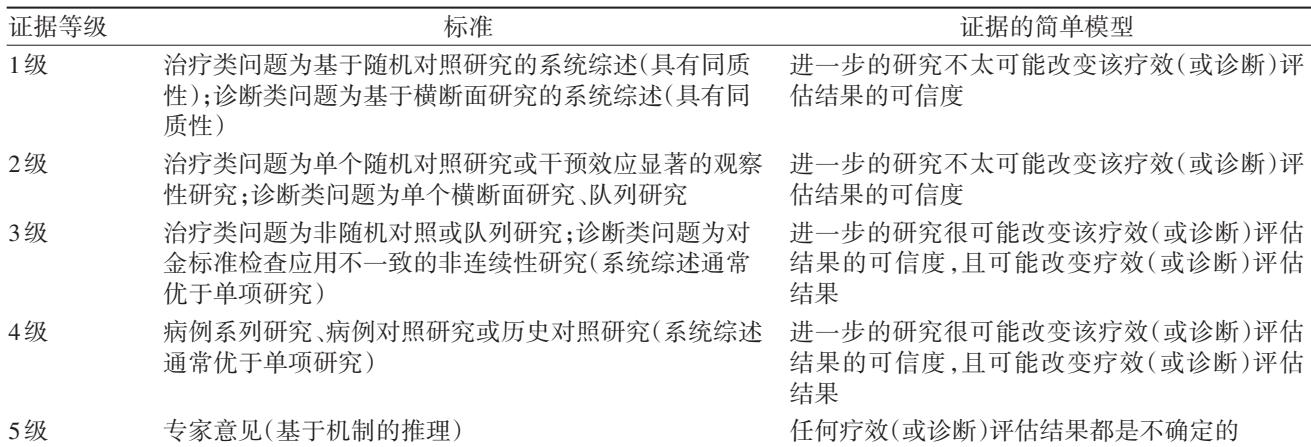 证据等级 标准 证据的简单模型
1级 治疗类问题为基于随机对照研究的系统综述(具有同质 进一步的研究不太可能改变该疗效(或诊断)评
性);诊断类问题为基于横断面研究的系统综述(具有同 估结果的可信度
质性)
2级 治疗类问题为单个随机对照研究或干预效应显著的观察 进一步的研究不太可能改变该疗效(或诊断)评
性研究;诊断类问题为单个横断面研究、队列研究 估结果的可信度
3级 治疗类问题为非随机对照或队列研究;诊断类问题为对 进一步的研究很可能改变该疗效(或诊断)评估
金标准检查应用不一致的非连续性研究(系统综述通常 结果的可信度,且可能改变疗效(或诊断)评估
优于单项研究) 结果
4级 病例系列研究、病例对照研究或历史对照研究(系统综述 进一步的研究很可能改变该疗效(或诊断)评估
通常优于单项研究) 结果的可信度,且可能改变疗效(或诊断)评估
结果
5级 专家意见(基于机制的推理) 任何疗效(或诊断)评估结果都是不确定的